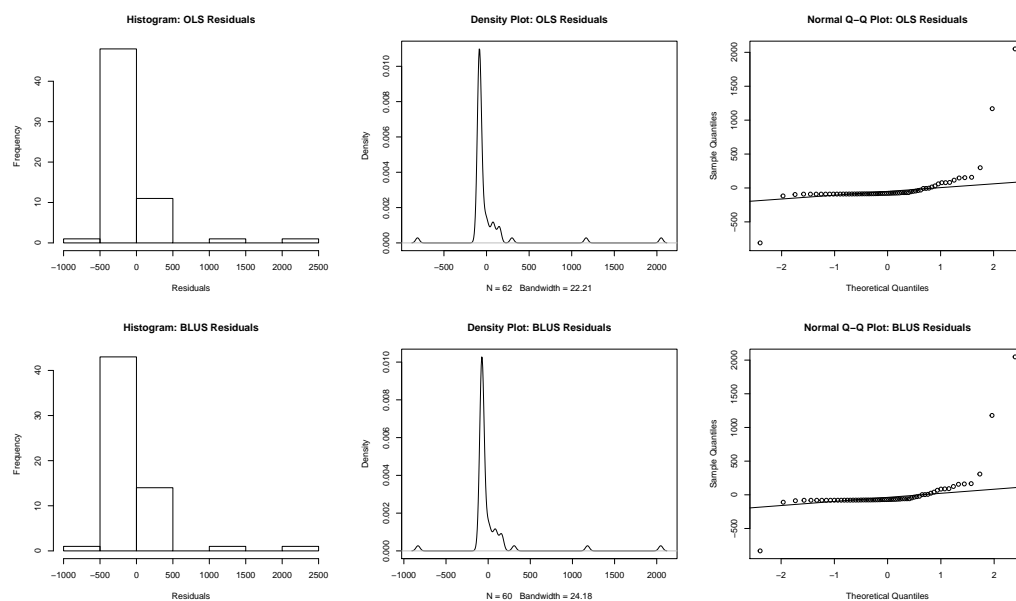 Histogram: OLS Residuals
Frequency
0 10 20 30 40
−1000 −500 0 500 1000 1500 2000 2500
Residuals
Density Plot: OLS Residuals
Density
0.000 0.002 0.004 0.006 0.008 0.010
−500 0 500 1000 1500 2000
N = 62 Bandwidth = 22.21
Normal Q−Q Plot: OLS Residuals
Sample Quantiles
−500 0 500 1000 1500 2000
−2 −1 0 1 2
Theoretical Quantiles
Histogram: BLUS Residuals
Frequency
0 10 20 30 40
−1000 −500 0 500 1000 1500 2000 2500
Residuals
Density Plot: BLUS Residuals
Density
0.000 0.002 0.004 0.006 0.008 0.010
−1000 −500 0 500 1000 1500 2000
N = 60 Bandwidth = 24.18
Normal Q−Q Plot: BLUS Residuals
Sample Quantiles
−500 0 500 1000 1500 2000
−2 −1 0 1 2
Theoretical Quantiles